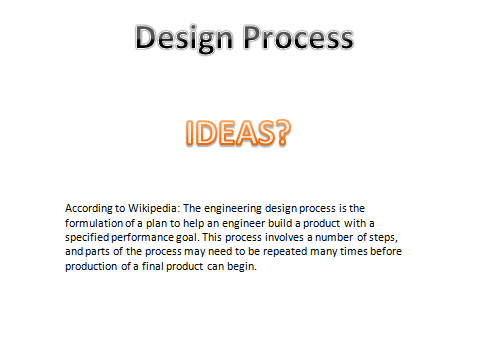 Design Process
IDEAS?
According to Wikipedia: The engineering design process is the
formulation of a plan to help an engineer build a product with a
specified performance goal. This process involves a number of steps,
and parts of the process may need to be repeated many times before
production of a final product can begin.